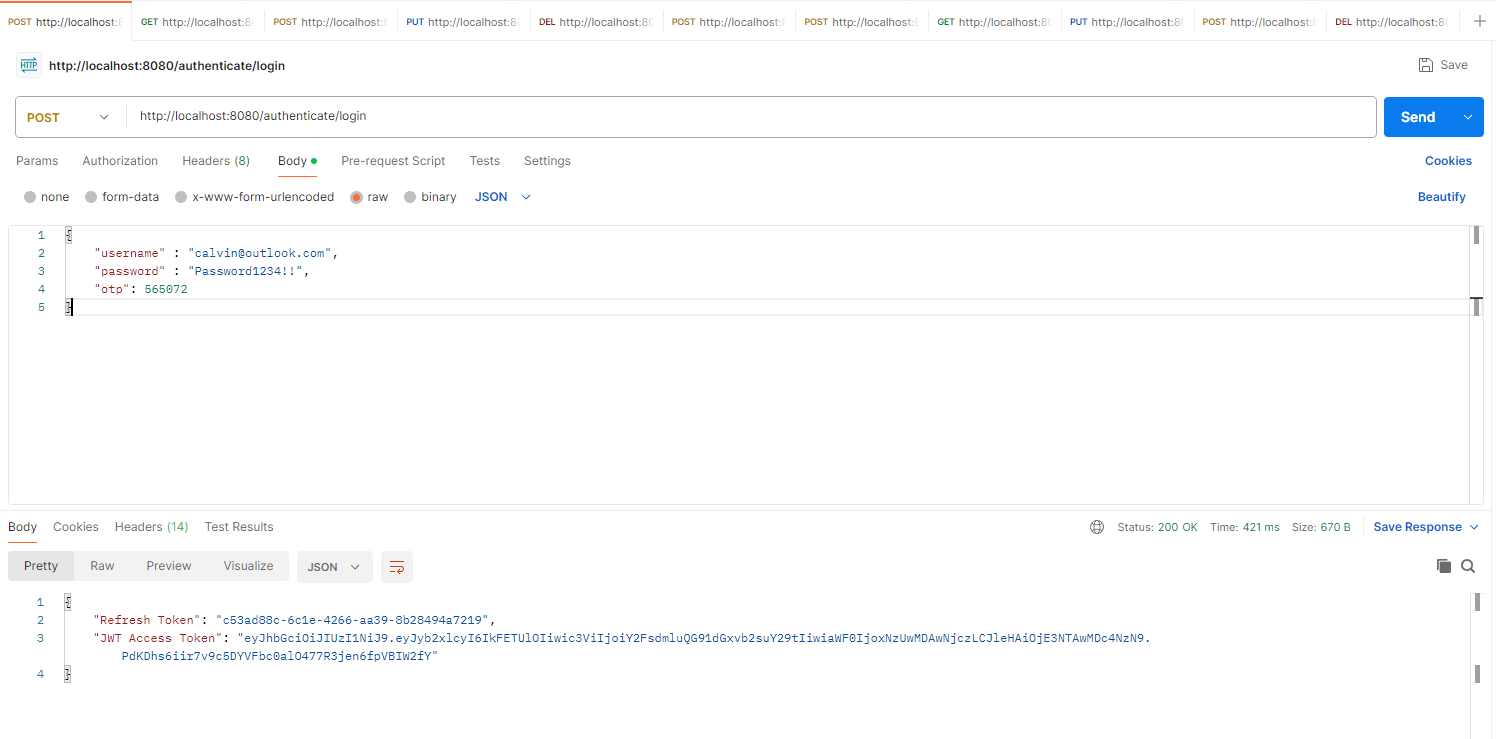 POST http://localhost:8 GET http://localhost:80 POST http://localhost:8 PUT http://localhost:80 DEL http://localhost:80 POST http://localhost:8 POST http://localhost:8 GET http://localhost:80 PUT http://localhost:80 POST http://localhost:8 DEL http://localhost:80
HTTP http://localhost:8080/authenticate/login Save
POST http://localhost:8080/authenticate/login Send
Params Authorization Headers (8) Body Pre-request Script Tests Settings Cookies
none form-data x-www-form-urlencoded raw binary JSON Beautify
1 {
2 "username" : "calvin@outlook.com",
3 "password" : "Password1234!!",
4 "otp": 565072
5 }
Body Cookies Headers (14) Test Results Status: 200 OK Time: 421 ms Size: 670 B Save Response
Pretty Raw Preview Visualize JSON
1 {
2 "Refresh Token": "c53ad88c-6c1e-4266-aa39-8b28494a7219",
3 "JWT Access Token": "eyJhbGciOiJIUzI1NiJ9.eyJyb2xlcyI6IkFETUlOIiwic3ViIjoiY2FsdmluQG91dGxvb2suY29tIiwiaWF0IjoxNzUwMDAwNjczLCJleHAiOjE3NTAwMDc4NzN9.
PdKDhs6iir7v9c5DYVFbc0alO477R3jen6fpVBIW2fY"
4 }